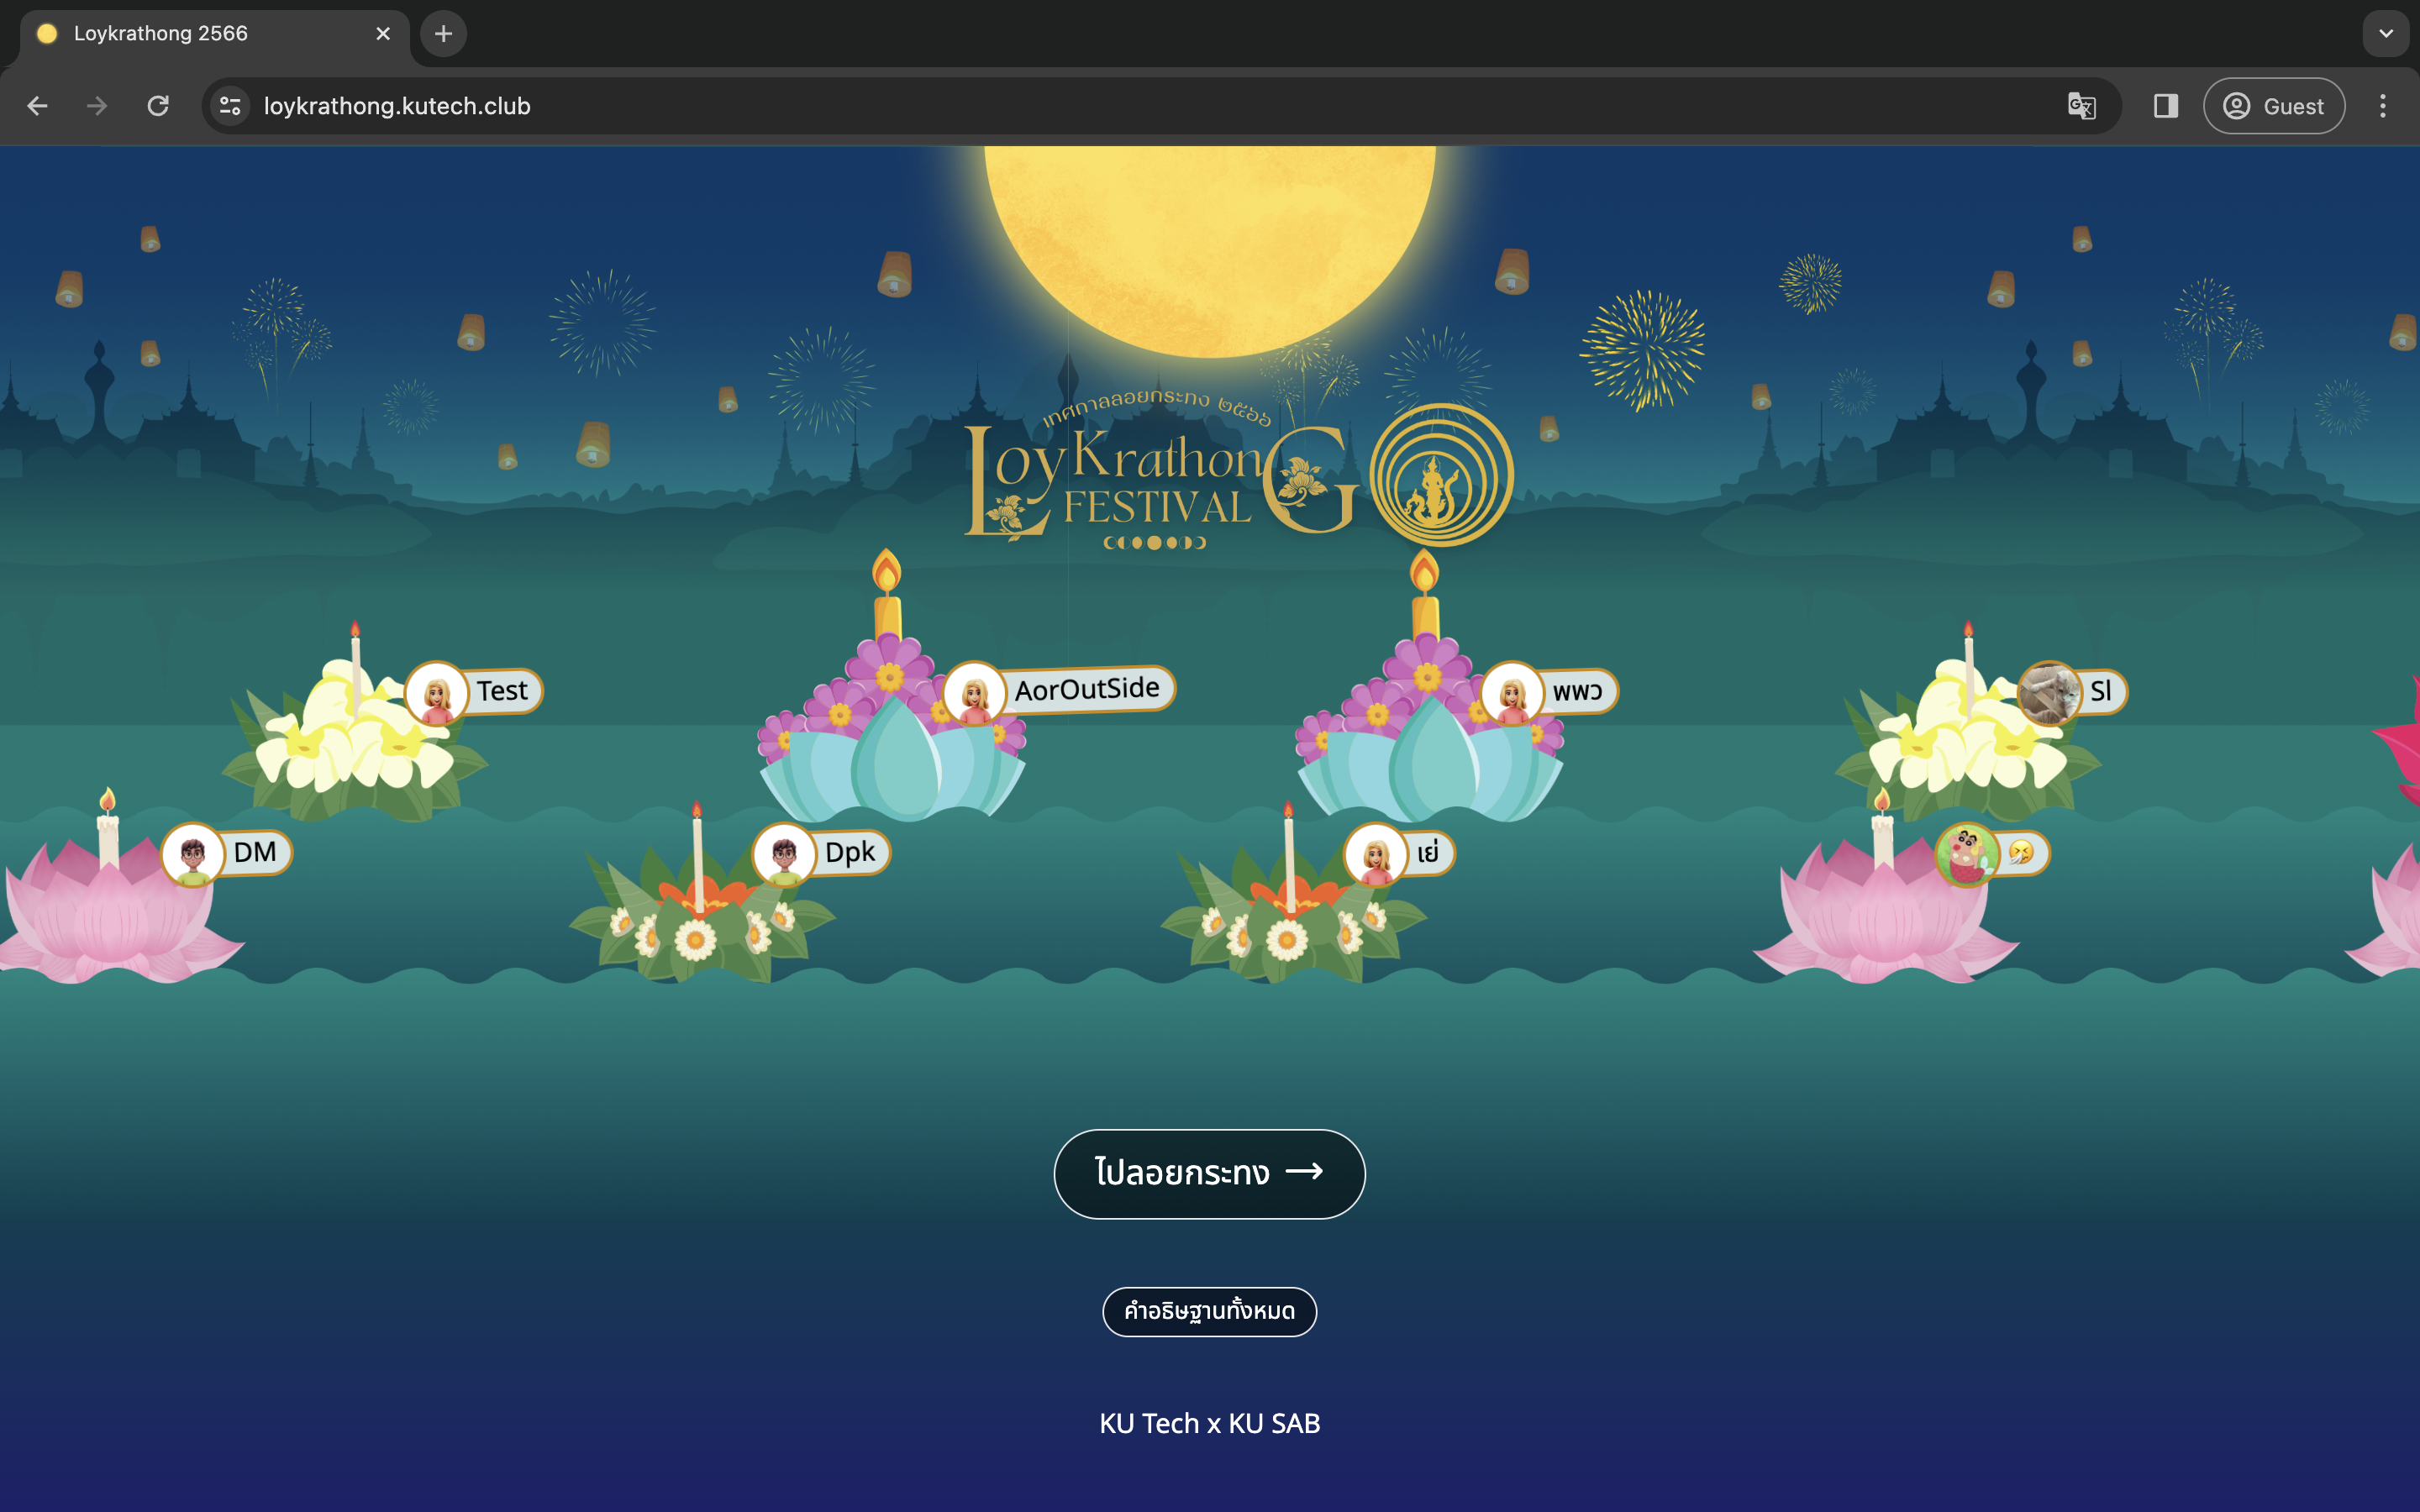 Loykrathong 2566
loykrathong.kutech.club
Guest
เทศกาลลอยกระทง ๒๕๖๖
Loy KrathonG
FESTIVAL
Test
AorOutSide
พพว
Sl
DM
Dpk
เย่
🤧
ไปลอยกระทง →
คำอธิษฐานทั้งหมด
KU Tech x KU SAB